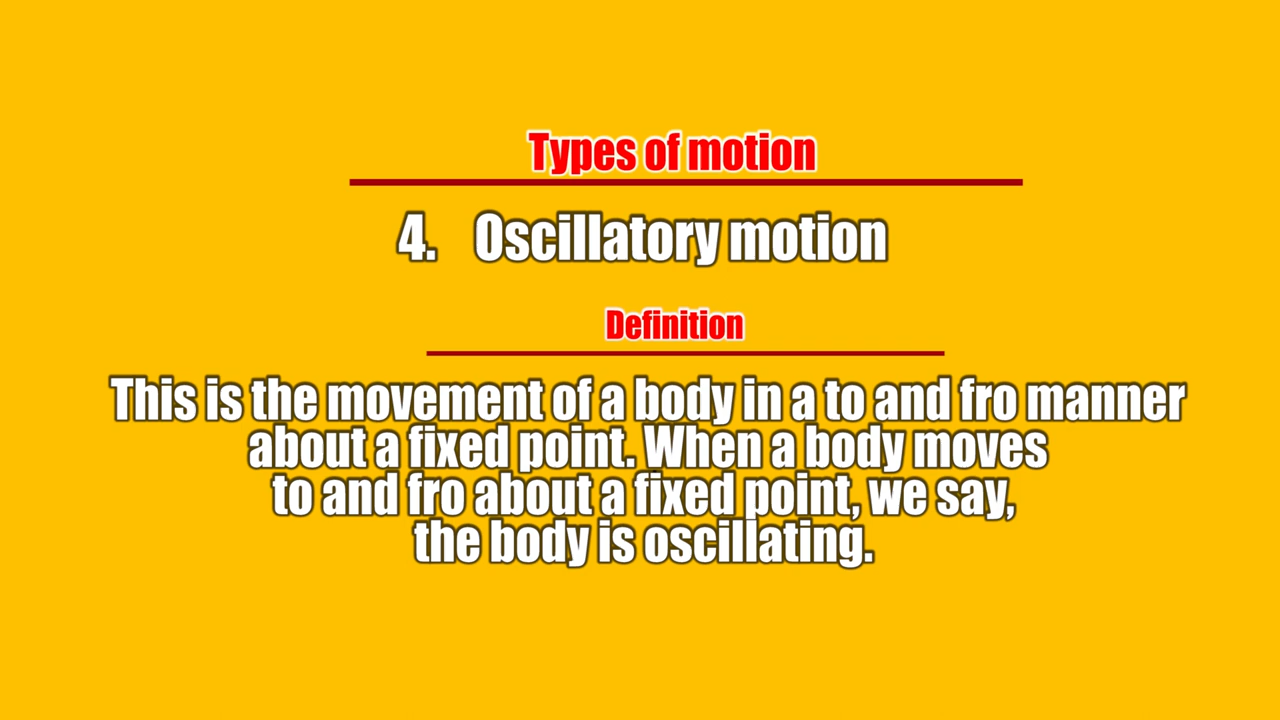 Types of motion
4. Oscillatory motion
Definition
This is the movement of a body in a to and fro manner
about a fixed point. When a body moves
to and fro about a fixed point, we say,
the body is oscillating.